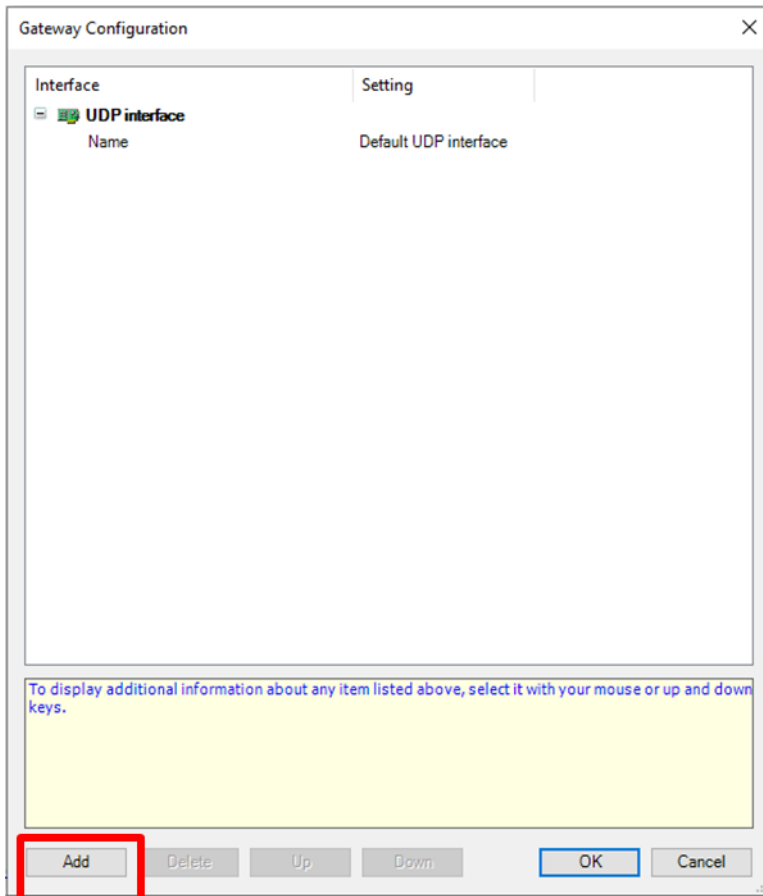 Gateway Configuration
Interface Setting
UDP interface
Name Default UDP interface
To display additional information about any item listed above, select it with your mouse or up and down
keys.
Add Delete Up Down OK Cancel